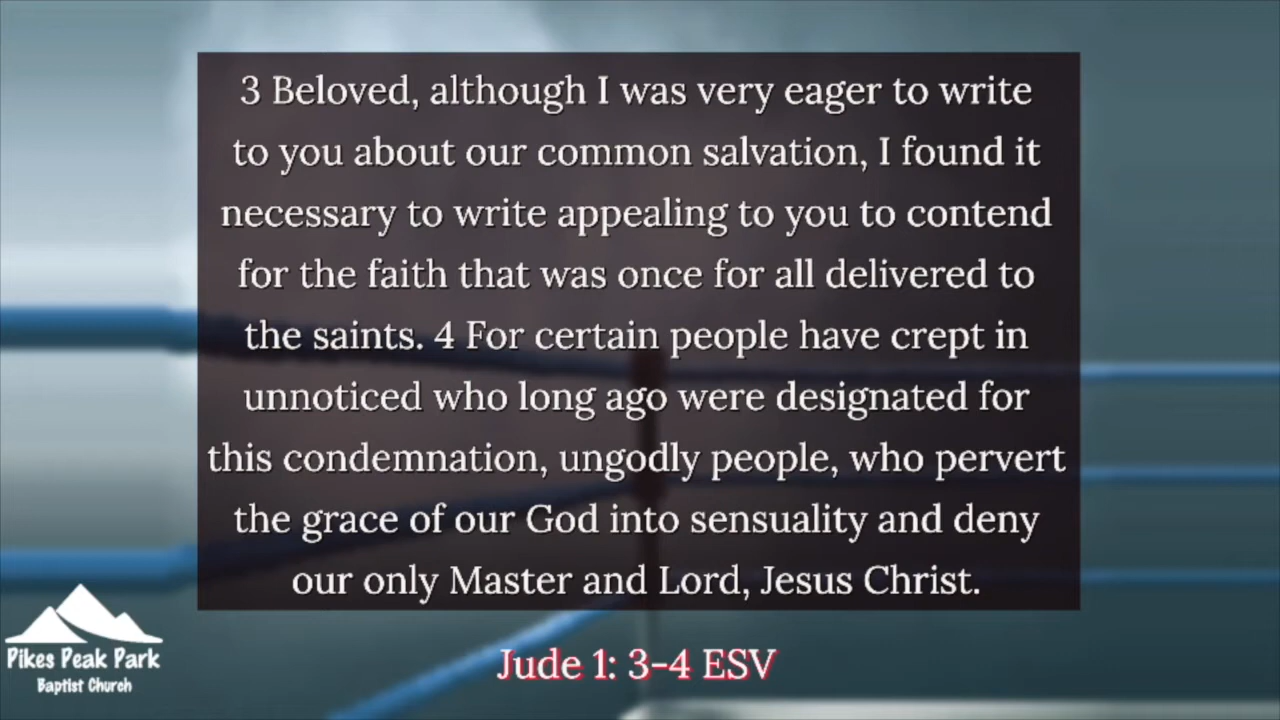 3 Beloved, although I was very eager to write
to you about our common salvation, I found it
necessary to write appealing to you to contend
for the faith that was once for all delivered to
the saints. 4 For certain people have crept in
unnoticed who long ago were designated for
this condemnation, ungodly people, who pervert
the grace of our God into sensuality and deny
our only Master and Lord, Jesus Christ.
Jude 1: 3-4 ESV
Pikes Peak Park
Baptist Church